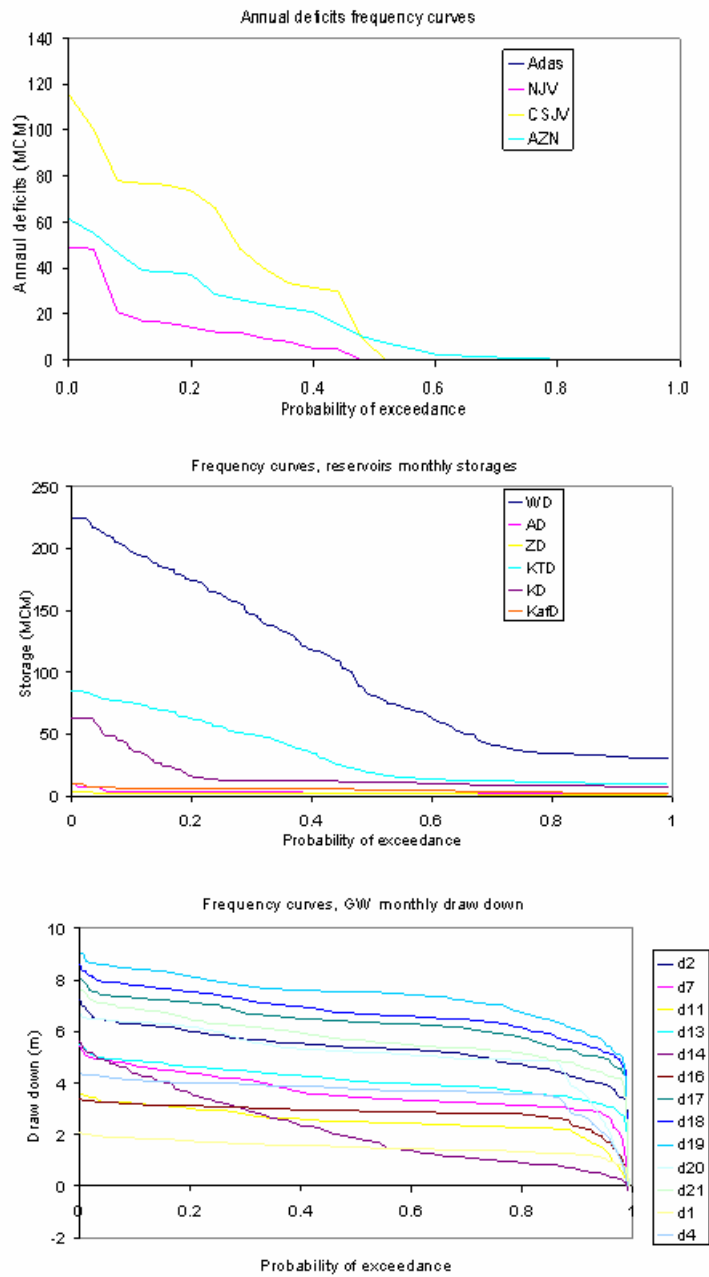 Annual deficits frequency curves
140
120
100
80
60
40
20
0
Annaul deficits (MCM)
Adas
NJV
CSJV
AZN
0.0 0.2 0.4 0.6 0.8 1.0
Probability of exceedance
Frequency curves, reservoirs monthly storages
250
200
150
100
50
0
Storage (MCM)
WD
AD
ZD
KTD
KD
KafD
0 0.2 0.4 0.6 0.8 1
Probability of exceedance
Frequency curves, GW monthly draw down
10
8
6
4
2
0
-2
Draw down (m)
0 0.2 0.4 0.6 0.8 1
Probability of exceedance
d2
d7
d11
d13
d14
d16
d17
d18
d19
d20
d21
d1
d4